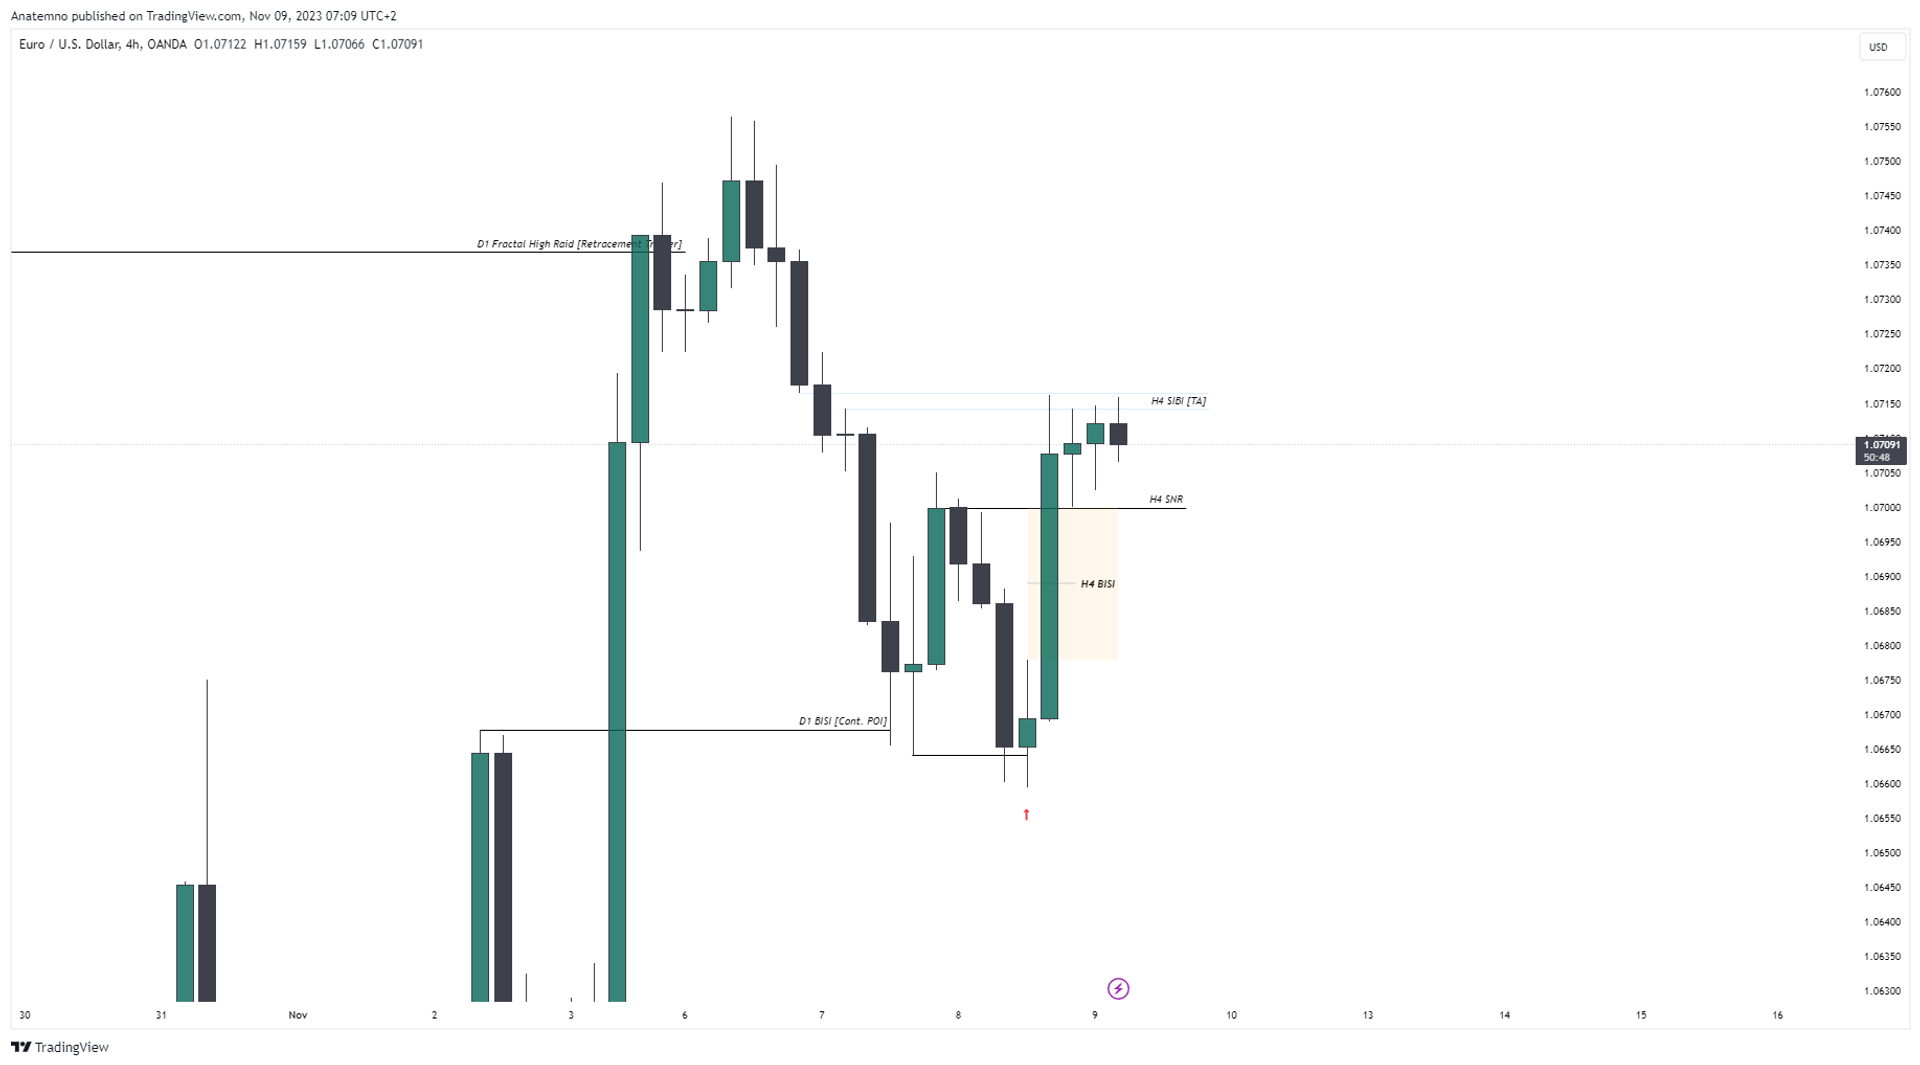 Anatemno published on TradingView.com, Nov 09, 2023 07:09 UTC+2
Euro / U.S. Dollar, 4h, OANDA O1.07122 H1.07159 L1.07066 C1.07091
USD
1.07600
1.07550
1.07500
1.07450
1.07400
D1 Fractal High Raid [Retracement
1.07350
1.07300
1.07250
1.07200
H4 SIBI [TA]
1.07150
1.07091
50:48
1.07050
H4 SNR
1.07000
1.06950
1.06900
H4 BISI
1.06850
1.06800
1.06750
D1 BISI [Cont. POI]
1.06700
1.06650
1.06600
1.06550
1.06500
1.06450
1.06400
1.06350
1.06300
30 31 Nov 2 3 6 7 8 9 10 13 14 15 16
TradingView